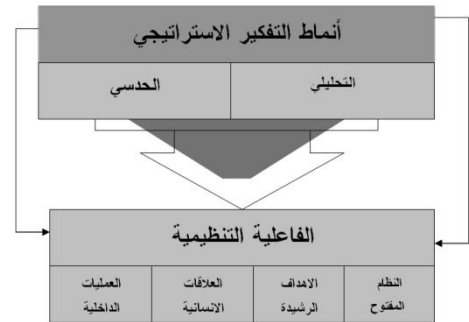 أنماط التفكير الاستراتيجي
التحليلي
الحدسي
الفاعلية التنظيمية
النظام
المفتوح
الاهداف
الرشيدة
العلاقات
الانسانية
العمليات
الداخلية